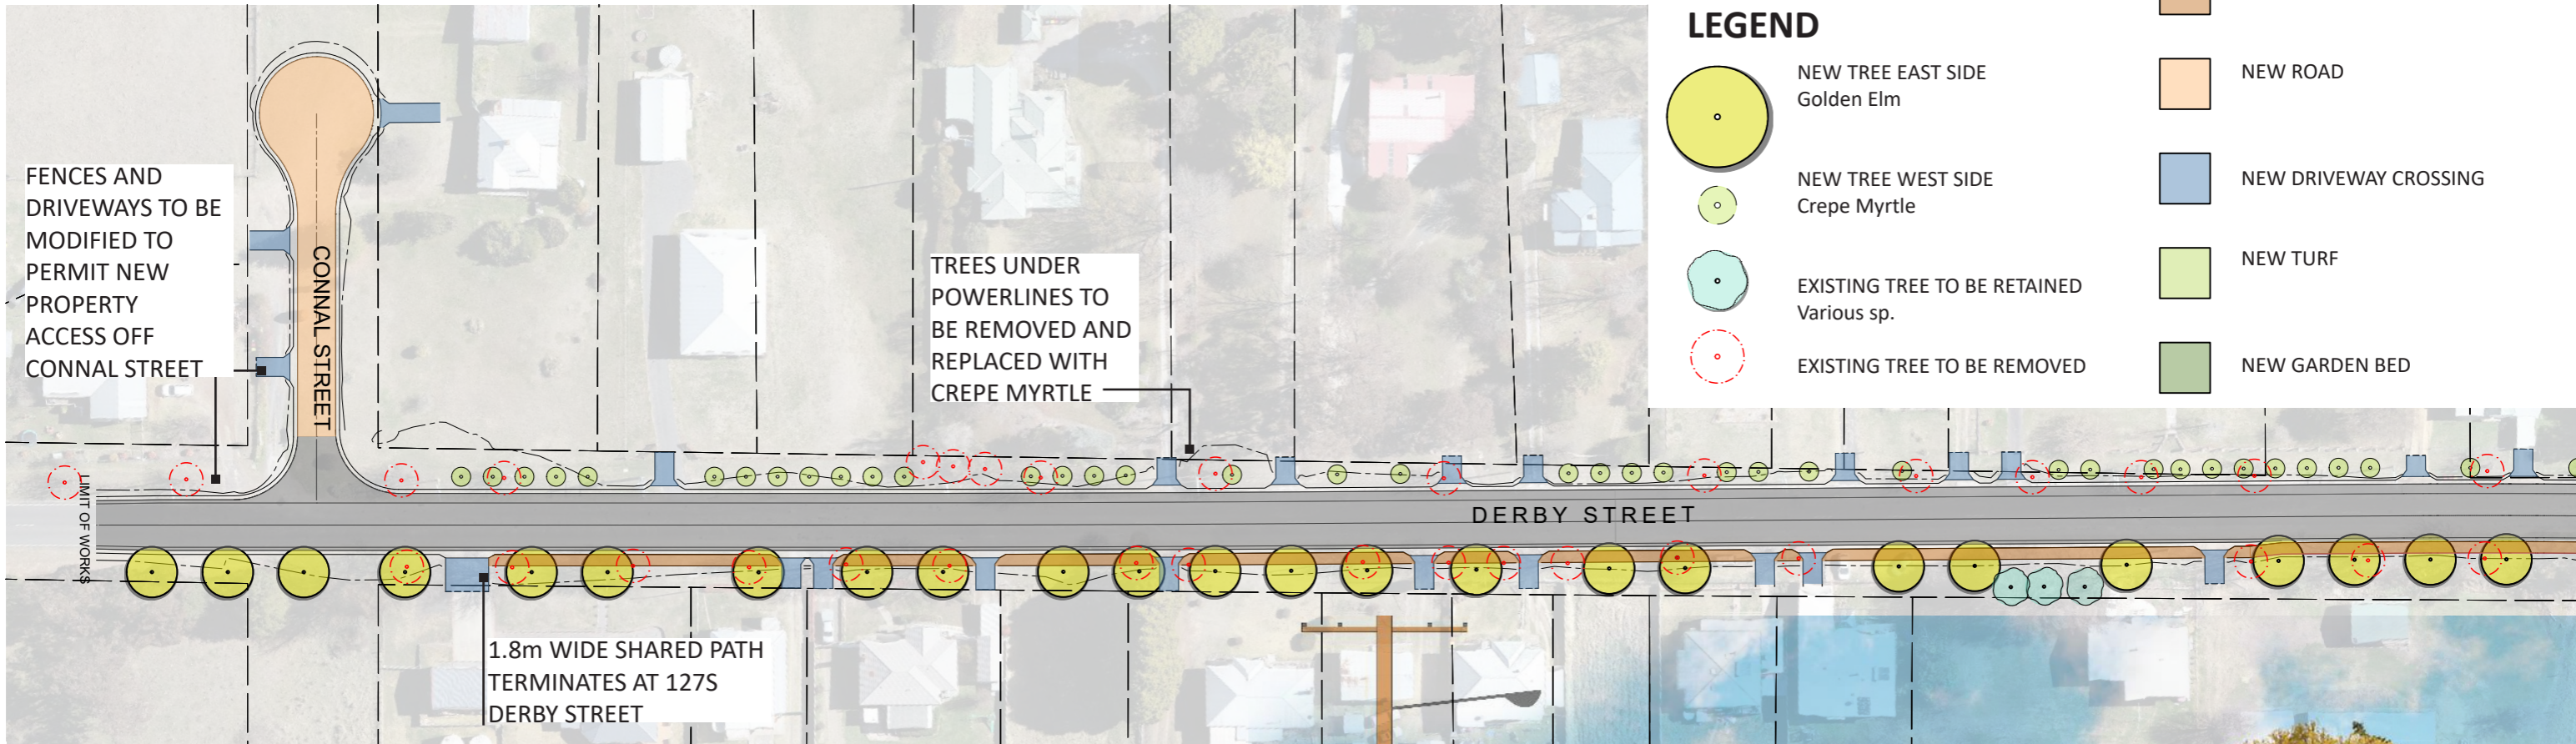 FENCES AND
DRIVEWAYS TO BE
MODIFIED TO
PERMIT NEW
PROPERTY
ACCESS OFF
CONNAL STREET
CONNAL STREET
LIMIT OF WORKS
TREES UNDER
POWERLINES TO
BE REMOVED AND
REPLACED WITH
CREPE MYRTLE
DERBY STREET
1.8m WIDE SHARED PATH
TERMINATES AT 127S
DERBY STREET
LEGEND
NEW TREE EAST SIDE
Golden Elm
NEW TREE WEST SIDE
Crepe Myrtle
EXISTING TREE TO BE RETAINED
Various sp.
EXISTING TREE TO BE REMOVED
NEW ROAD
NEW DRIVEWAY CROSSING
NEW TURF
NEW GARDEN BED